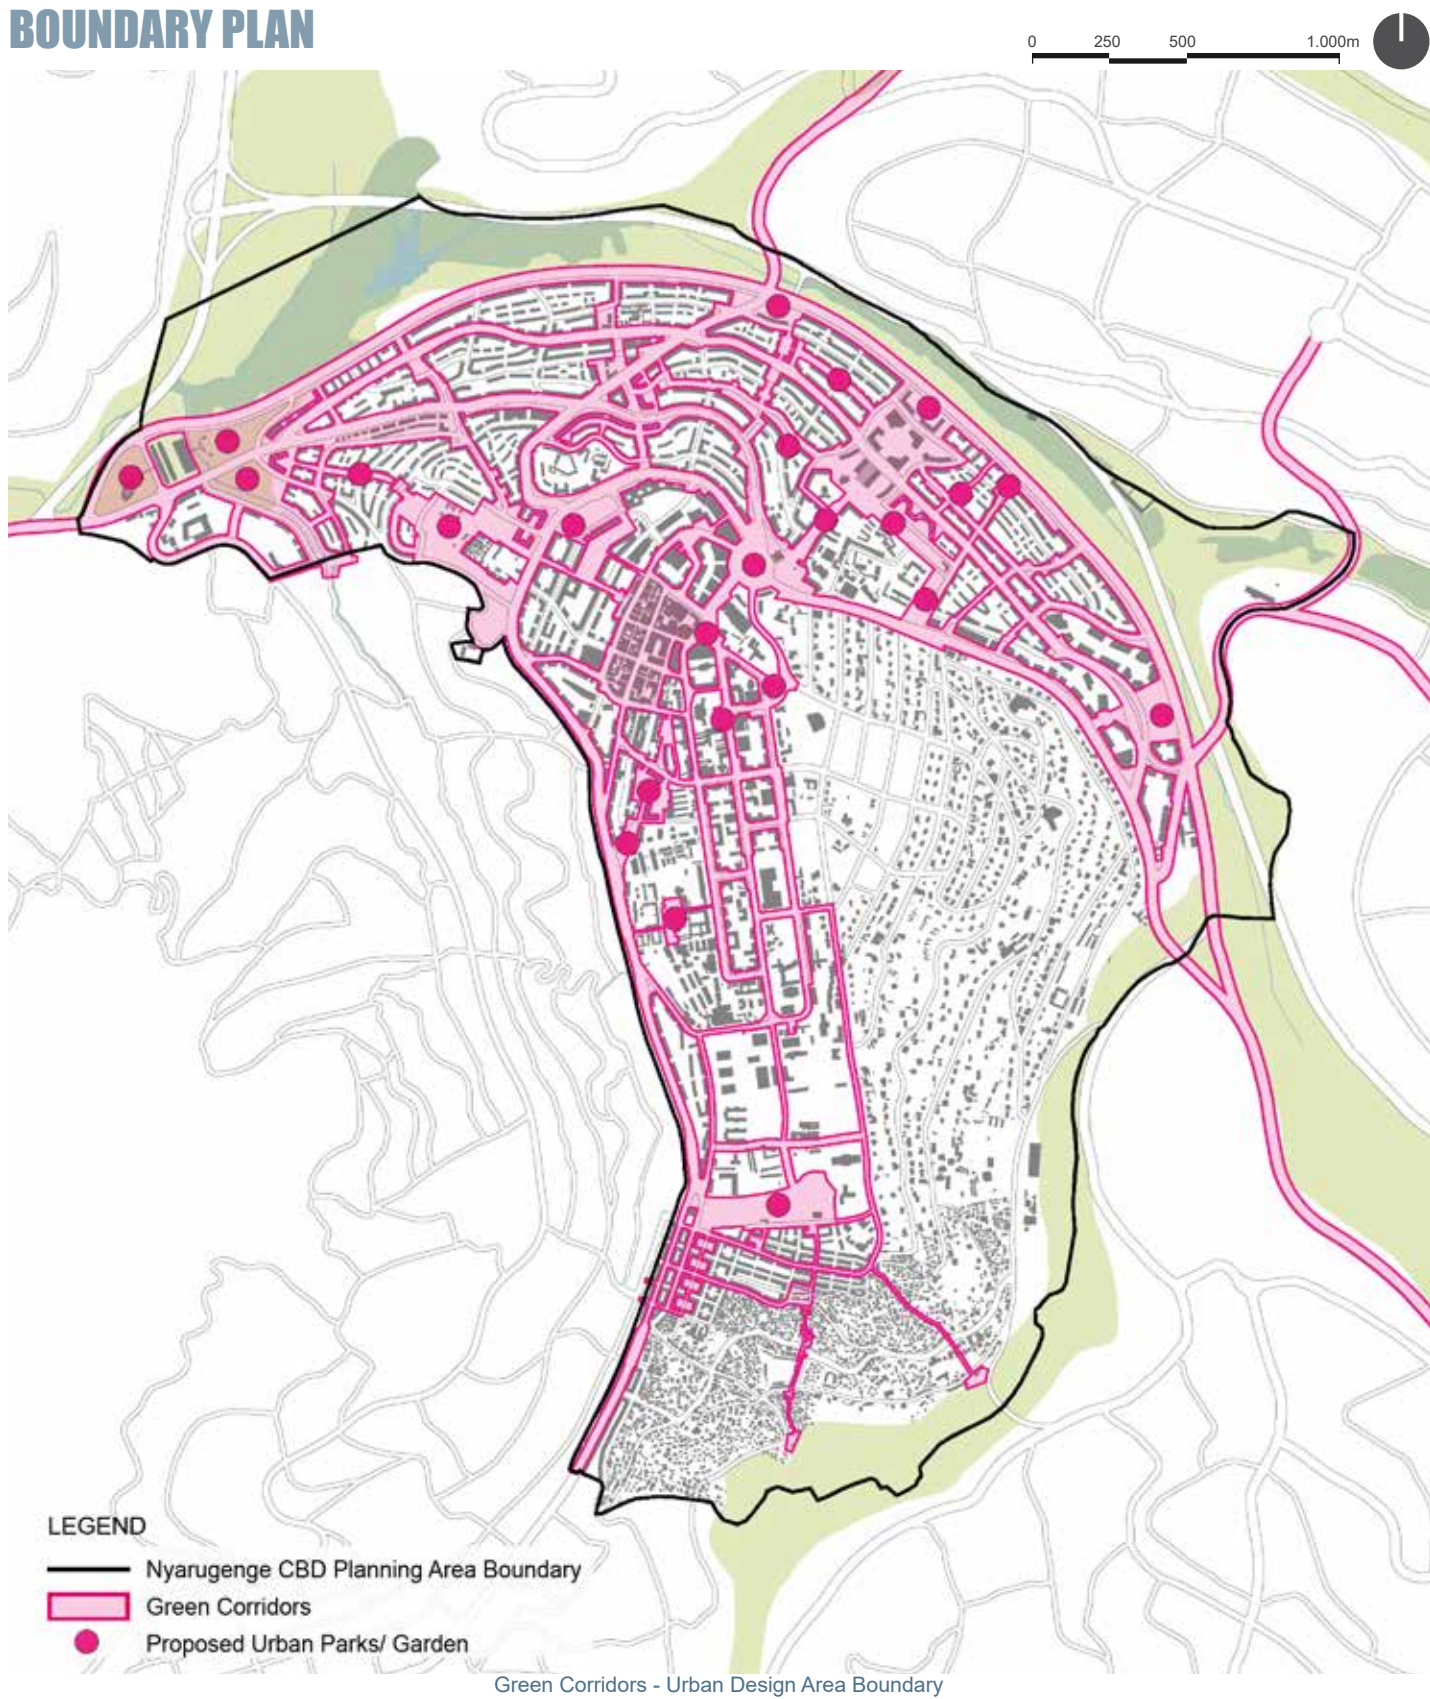 BOUNDARY PLAN
0 250 500 1.000m
LEGEND
Nyarugenge CBD Planning Area Boundary
Green Corridors
Proposed Urban Parks/ Garden
Green Corridors - Urban Design Area Boundary